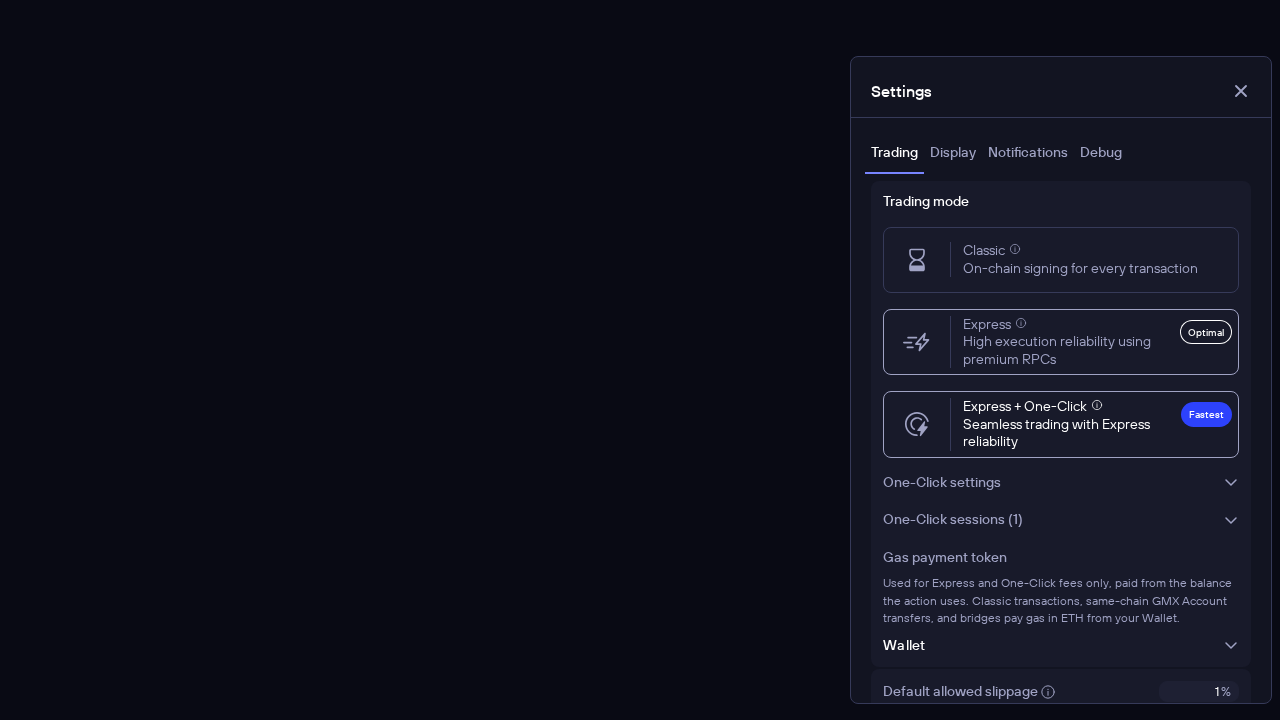 Settings
Trading Display Notifications Debug
Trading mode
Classic
On-chain signing for every transaction
Express
Optimal
High execution reliability using
premium RPCs
Express + One-Click
Fastest
Seamless trading with Express
reliability
One-Click settings
One-Click sessions (1)
Gas payment token
Used for Express and One-Click fees only, paid from the balance
the action uses. Classic transactions, same-chain GMX Account
transfers, and bridges pay gas in ETH from your Wallet.
Wallet
Default allowed slippage 1%